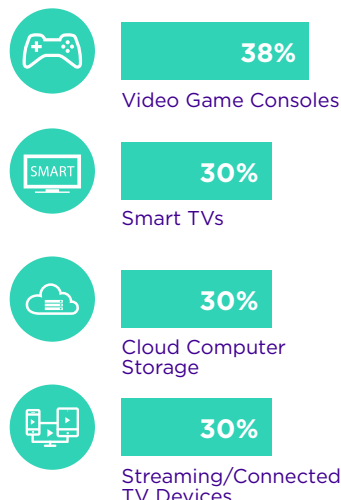 38%
Video Game Consoles
SMART
30%
Smart TVs
30%
Cloud Computer
Storage
30%
Streaming/Connected
TV Devices